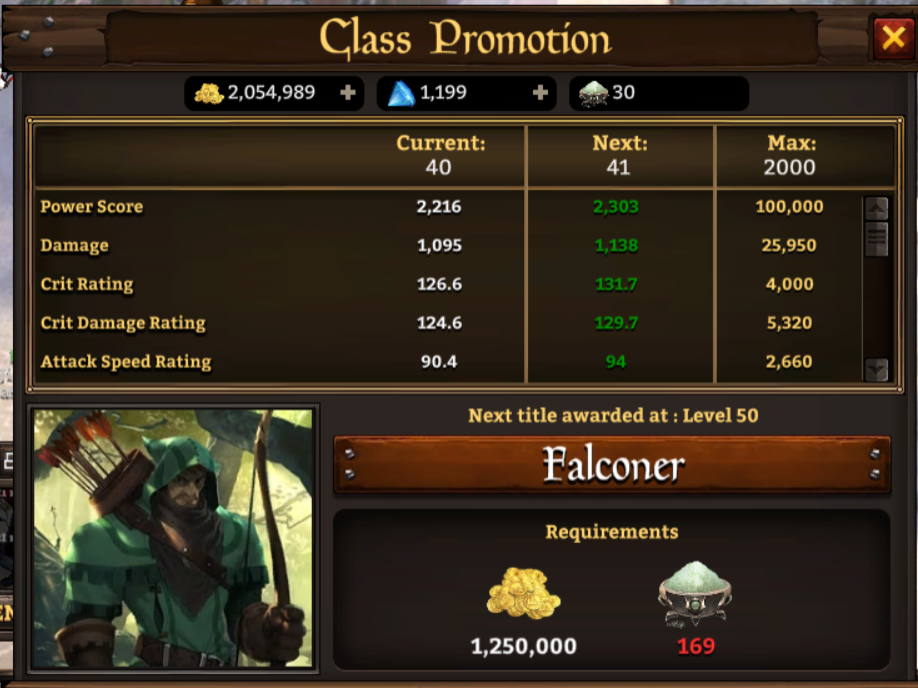 Class Promotion
2,054,989 1,199 30
Current: Next: Max:
40 41 2000
Power Score 2,216 2,303 100,000
Damage 1,095 1,138 25,950
Crit Rating 126.6 131.7 4,000
Crit Damage Rating 124.6 129.7 5,320
Attack Speed Rating 90.4 94 2,660
Next title awarded at : Level 50
Falconer
Requirements
1,250,000 169